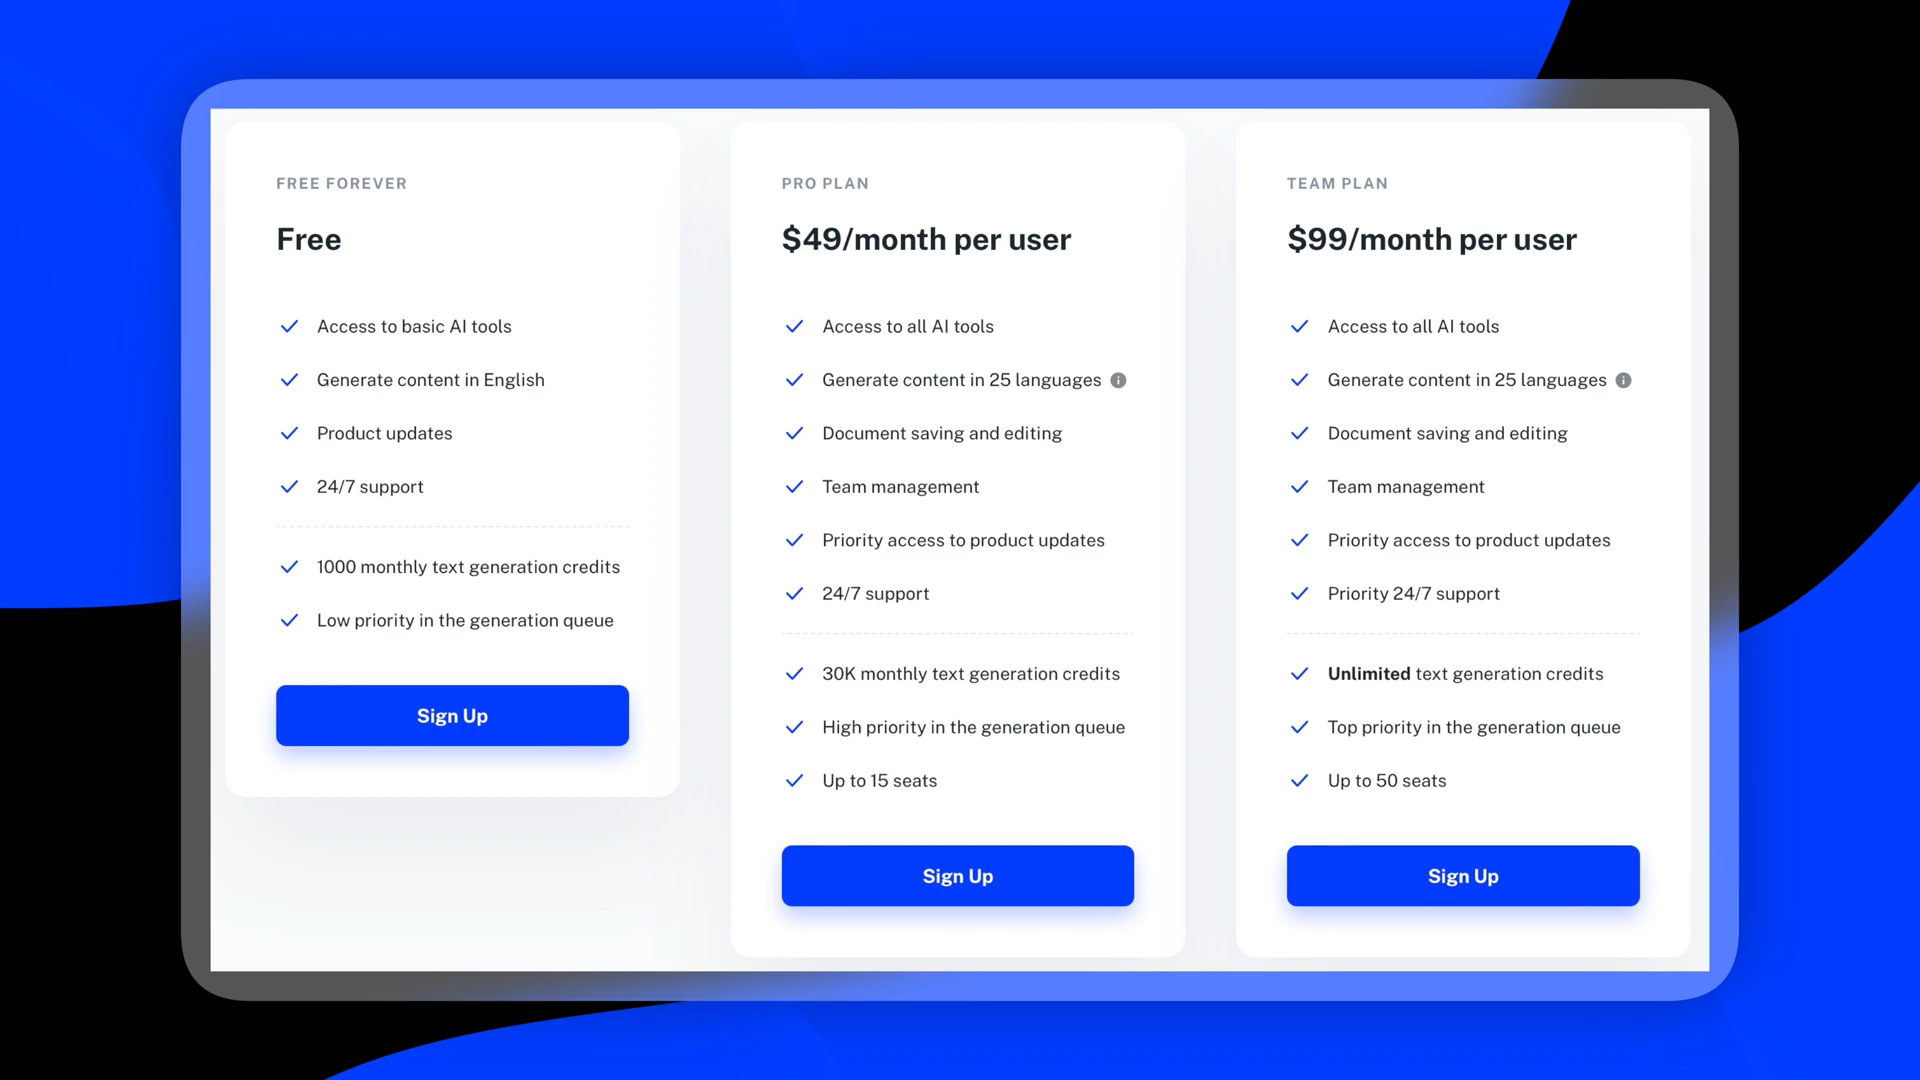 FREE FOREVER
Free
Access to basic AI tools
Generate content in English
Product updates
24/7 support
1000 monthly text generation credits
Low priority in the generation queue
Sign Up
PRO PLAN
$49/month per user
Access to all AI tools
Generate content in 25 languages
Document saving and editing
Team management
Priority access to product updates
24/7 support
30K monthly text generation credits
High priority in the generation queue
Up to 15 seats
Sign Up
TEAM PLAN
$99/month per user
Access to all AI tools
Generate content in 25 languages
Document saving and editing
Team management
Priority access to product updates
Priority 24/7 support
Unlimited text generation credits
Top priority in the generation queue
Up to 50 seats
Sign Up